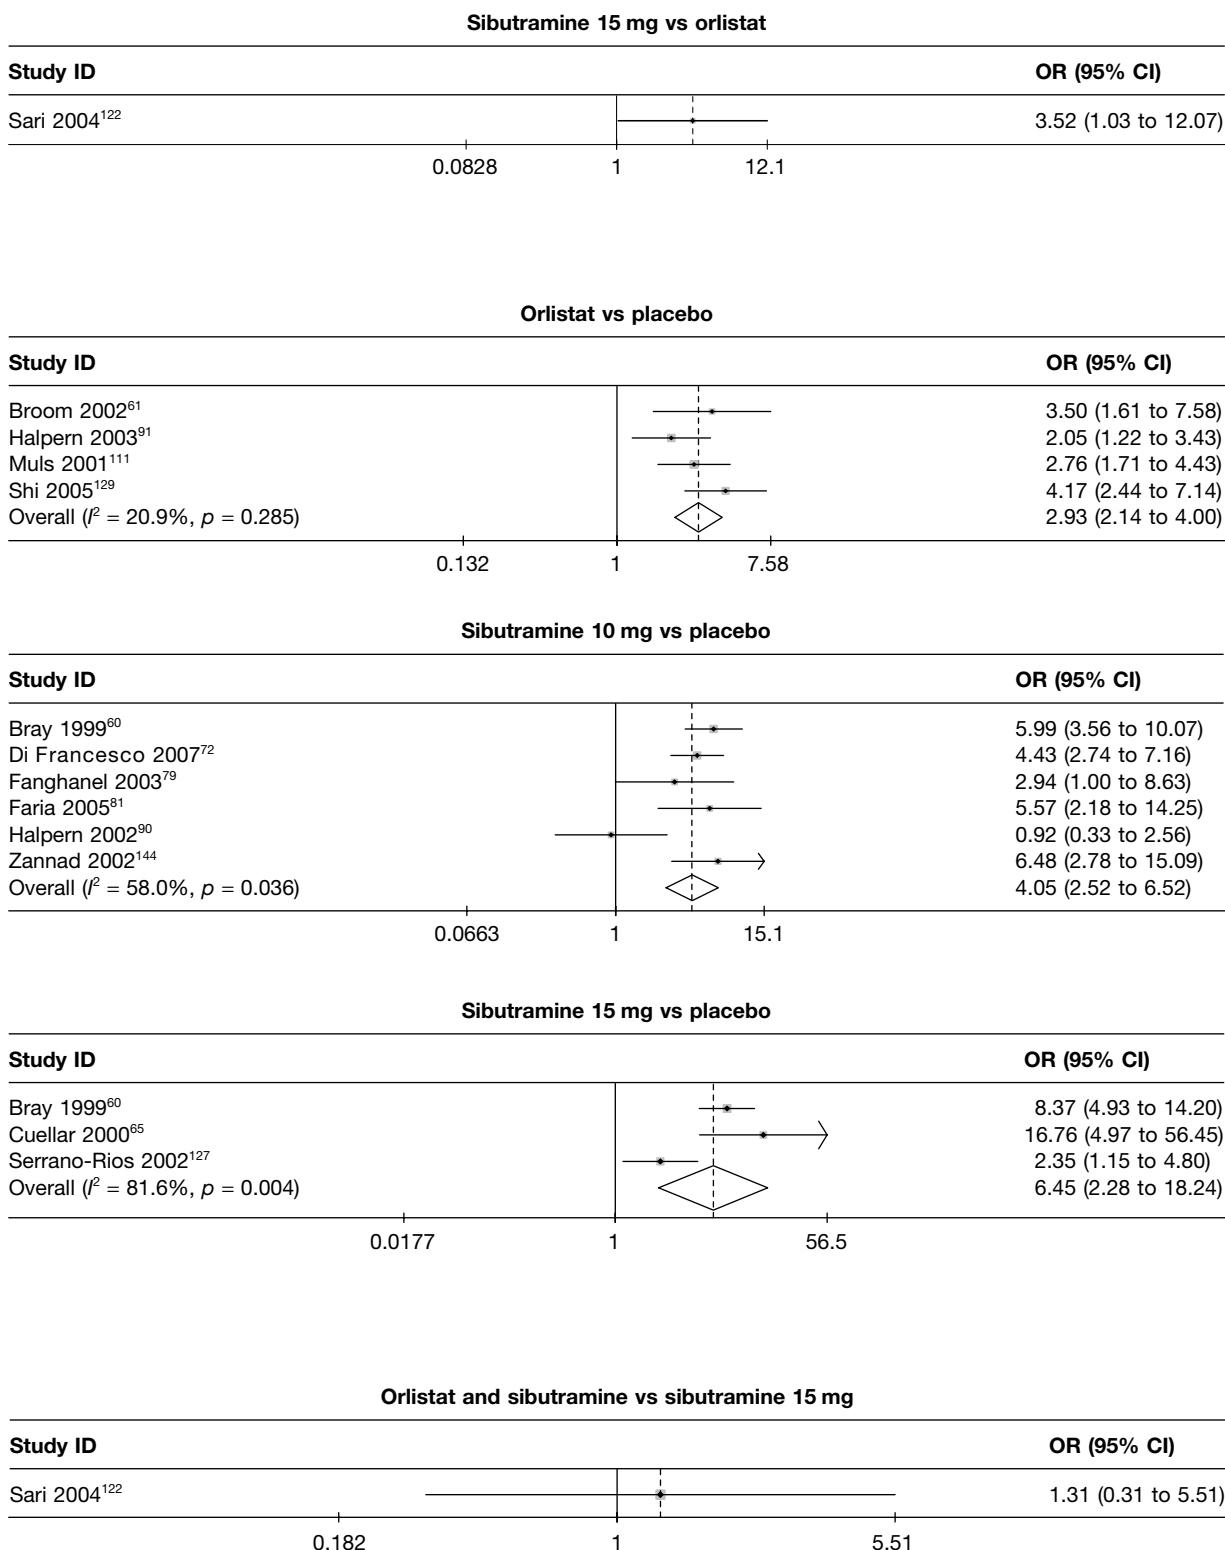 Sibutramine 15 mg vs orlistat
Study ID OR (95% CI)
Sari 2004¹²² 3.52 (1.03 to 12.07)
0.0828 1 12.1
Orlistat vs placebo
Study ID OR (95% CI)
Broom 2002⁶¹ 3.50 (1.61 to 7.58)
Halpern 2003⁹¹ 2.05 (1.22 to 3.43)
Muls 2001¹¹¹ 2.76 (1.71 to 4.43)
Shi 2005¹²⁹ 4.17 (2.44 to 7.14)
Overall (I² = 20.9%, p = 0.285) 2.93 (2.14 to 4.00)
0.132 1 7.58
Sibutramine 10 mg vs placebo
Study ID OR (95% CI)
Bray 1999⁶⁰ 5.99 (3.56 to 10.07)
Di Francesco 2007⁷² 4.43 (2.74 to 7.16)
Fanghanel 2003⁷⁹ 2.94 (1.00 to 8.63)
Faria 2005⁸¹ 5.57 (2.18 to 14.25)
Halpern 2002⁹⁰ 0.92 (0.33 to 2.56)
Zannad 2002¹⁴⁴ 6.48 (2.78 to 15.09)
Overall (I² = 58.0%, p = 0.036) 4.05 (2.52 to 6.52)
0.0663 1 15.1
Sibutramine 15 mg vs placebo
Study ID OR (95% CI)
Bray 1999⁶⁰ 8.37 (4.93 to 14.20)
Cuellar 2000⁶⁵ 16.76 (4.97 to 56.45)
Serrano-Rios 2002¹²⁷ 2.35 (1.15 to 4.80)
Overall (I² = 81.6%, p = 0.004) 6.45 (2.28 to 18.24)
0.0177 1 56.5
Orlistat and sibutramine vs sibutramine 15 mg
Study ID OR (95% CI)
Sari 2004¹²² 1.31 (0.31 to 5.51)
0.182 1 5.51